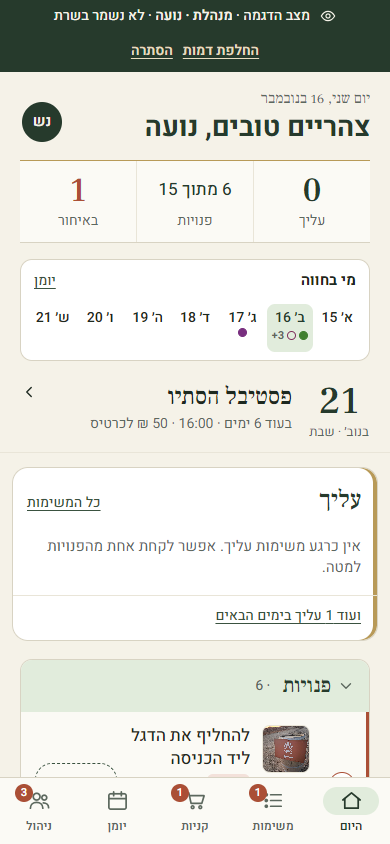 מצב הדגמה · מנהלת · נועה · לא נשמר בשרת
החלפת דמות הסתרה
יום שני, 16 בנובמבר
צהריים טובים, נועה
נש
0
עליך
6 מתוך 15
פנויות
1
באיחור
מי בחווה
יומן
א׳ 15
ב׳ 16
ג׳ 17
ד׳ 18
ה׳ 19
ו׳ 20
ש׳ 21
+3
21
בנוב׳ · שבת
פסטיבל הסתיו
בעוד 6 ימים · 16:00 · 50 ₪ לכרטיס
עליך
כל המשימות
אין כרגע משימות עליך. אפשר לקחת אחת מהפנויות
למטה.
ועוד 1 עליך בימים הבאים
פנויות · 6
להחליף את הדגל
ליד הכניסה
היום
משימות
1
קניות
1
יומן
ניהול
3